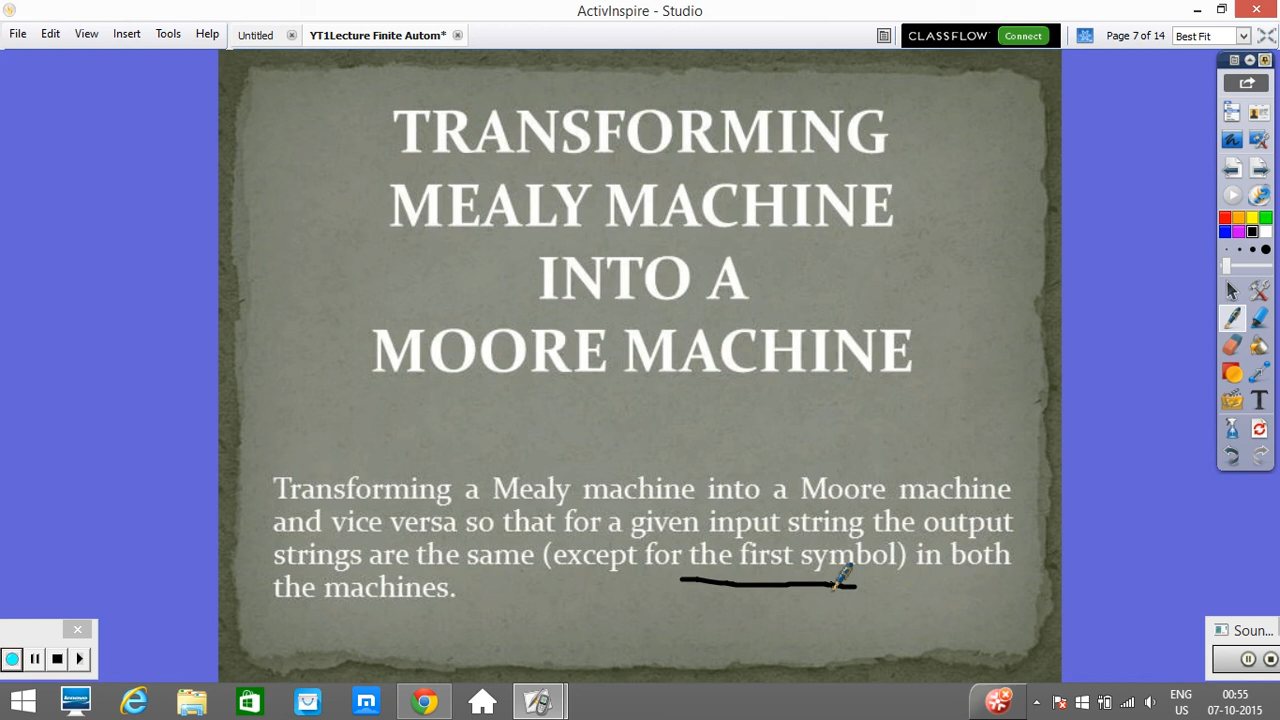 ActivInspire - Studio
File Edit View Insert Tools Help Untitled YT1Lecture Finite Autom* CLASSFLOW Connect Page 7 of 14 Best Fit
TRANSFORMING
MEALY MACHINE
INTO A
MOORE MACHINE
Transforming a Mealy machine into a Moore machine
and vice versa so that for a given input string the output
strings are the same (except for the first symbol) in both
the machines.
Soun...
ENG 00:55
US 07-10-2015